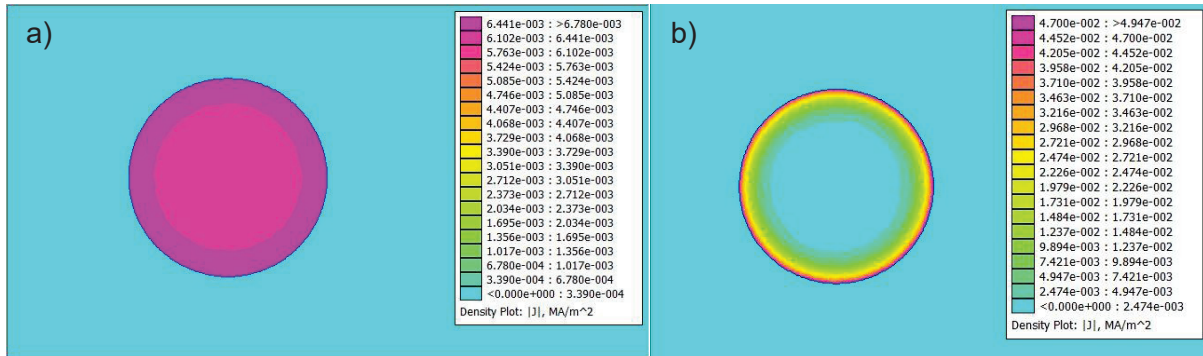 a)
6.441e-003 : >6.780e-003
6.102e-003 : 6.441e-003
5.763e-003 : 6.102e-003
5.424e-003 : 5.763e-003
5.085e-003 : 5.424e-003
4.746e-003 : 5.085e-003
4.407e-003 : 4.746e-003
4.068e-003 : 4.407e-003
3.729e-003 : 4.068e-003
3.390e-003 : 3.729e-003
3.051e-003 : 3.390e-003
2.712e-003 : 3.051e-003
2.373e-003 : 2.712e-003
2.034e-003 : 2.373e-003
1.695e-003 : 2.034e-003
1.356e-003 : 1.695e-003
1.017e-003 : 1.356e-003
6.780e-004 : 1.017e-003
3.390e-004 : 6.780e-004
<0.000e+000 : 3.390e-004
Density Plot: |J|, MA/m^2
b)
4.700e-002 : >4.947e-002
4.452e-002 : 4.700e-002
4.205e-002 : 4.452e-002
3.958e-002 : 4.205e-002
3.710e-002 : 3.958e-002
3.463e-002 : 3.710e-002
3.216e-002 : 3.463e-002
2.968e-002 : 3.216e-002
2.721e-002 : 2.968e-002
2.474e-002 : 2.721e-002
2.226e-002 : 2.474e-002
1.979e-002 : 2.226e-002
1.731e-002 : 1.979e-002
1.484e-002 : 1.731e-002
1.237e-002 : 1.484e-002
9.894e-003 : 1.237e-002
7.421e-003 : 9.894e-003
4.947e-003 : 7.421e-003
2.474e-003 : 4.947e-003
<0.000e+000 : 2.474e-003
Density Plot: |J|, MA/m^2